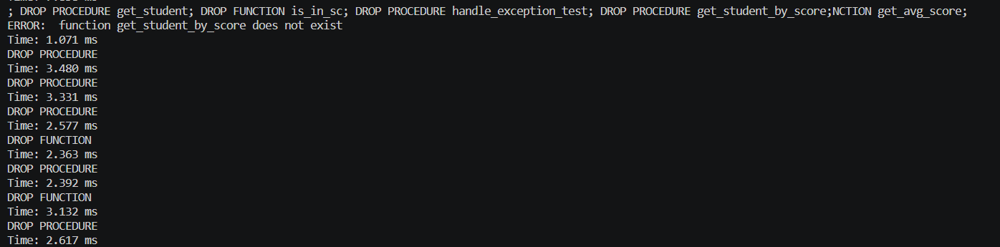 ; DROP PROCEDURE get_student; DROP FUNCTION is_in_sc; DROP PROCEDURE handle_exception_test; DROP PROCEDURE get_student_by_score;NCTION get_avg_score;
ERROR:  function get_student_by_score does not exist
Time: 1.071 ms
DROP PROCEDURE
Time: 3.480 ms
DROP PROCEDURE
Time: 3.331 ms
DROP PROCEDURE
Time: 2.577 ms
DROP FUNCTION
Time: 2.363 ms
DROP PROCEDURE
Time: 2.392 ms
DROP FUNCTION
Time: 3.132 ms
DROP PROCEDURE
Time: 2.617 ms